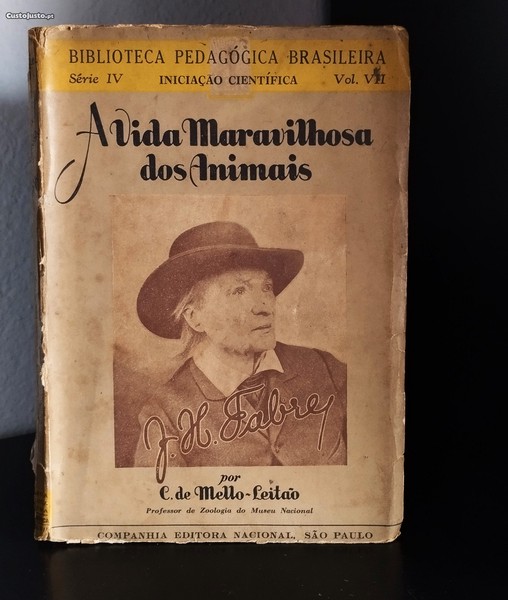 CustoJusto.pt
BIBLIOTECA PEDAGÓGICA BRASILEIRA
Série IV INICIAÇÃO CIENTÍFICA Vol. VII
A Vida Maravilhosa
dos Animais
J. H. Fabre
por
C. de Mello-Leitão
Professor de Zoologia do Museu Nacional
COMPANHIA EDITORA NACIONAL, SÃO PAULO